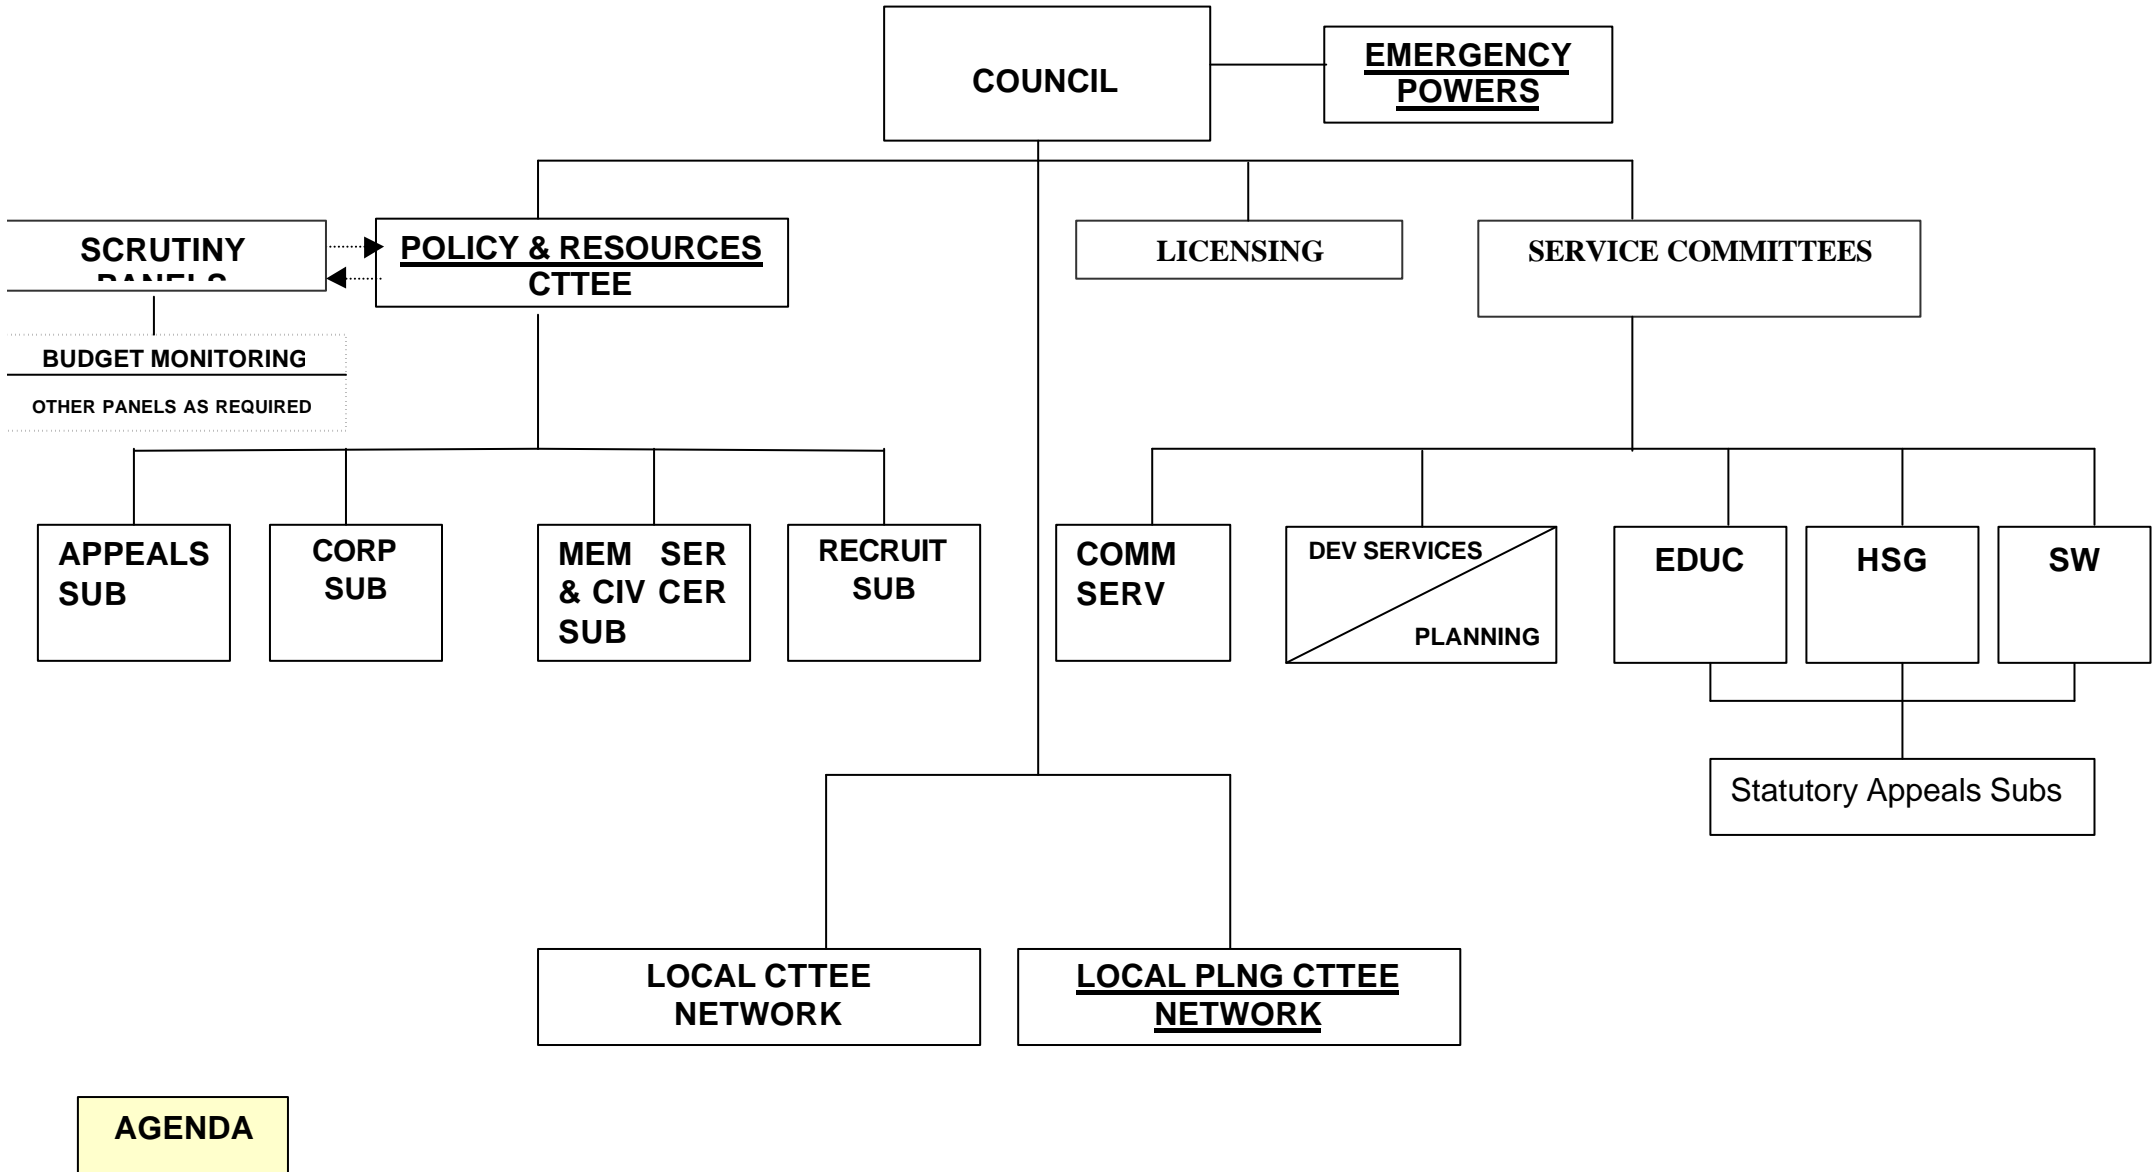 COUNCIL
EMERGENCY
POWERS
SCRUTINY
PANELS
POLICY & RESOURCES
CTTEE
LICENSING
SERVICE COMMITTEES
BUDGET MONITORING
OTHER PANELS AS REQUIRED
APPEALS
SUB
CORP
SUB
MEM SER
& CIV CER
SUB
RECRUIT
SUB
COMM
SERV
DEV SERVICES
PLANNING
EDUC
HSG
SW
Statutory Appeals Subs
LOCAL CTTEE
NETWORK
LOCAL PLNG CTTEE
NETWORK
AGENDA